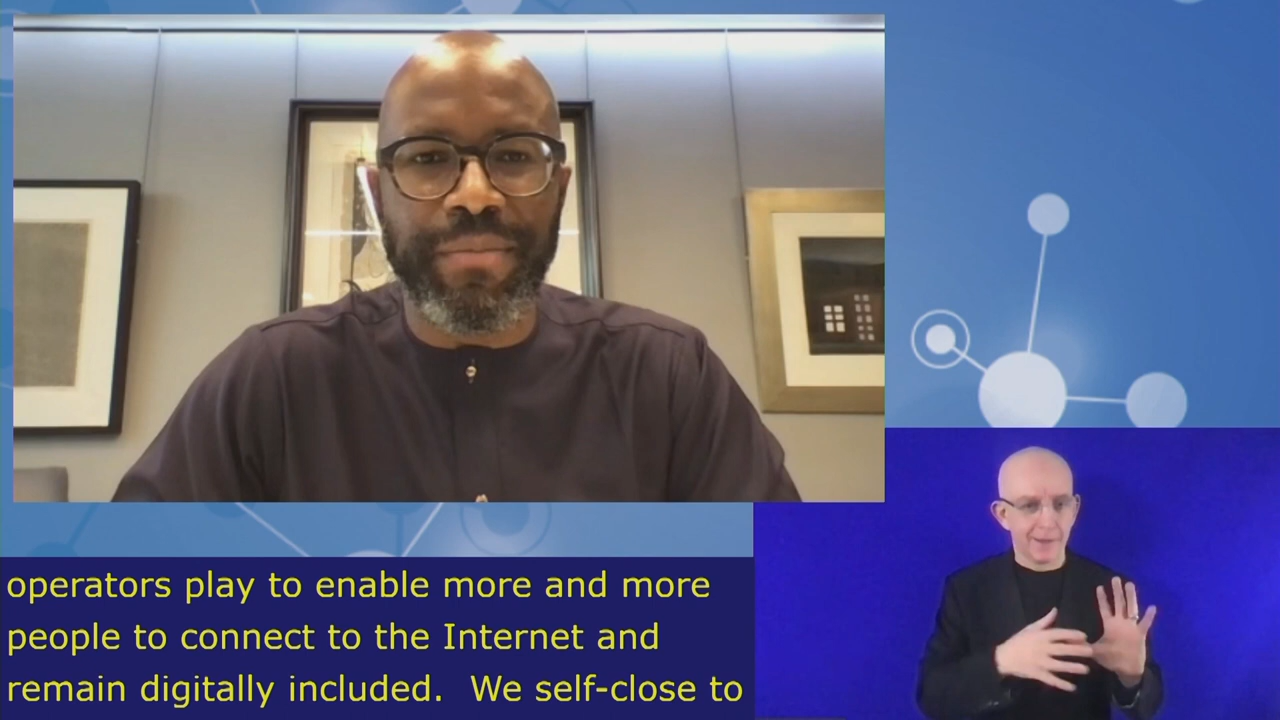 operators play to enable more and more
people to connect to the Internet and
remain digitally included.  We self-close to